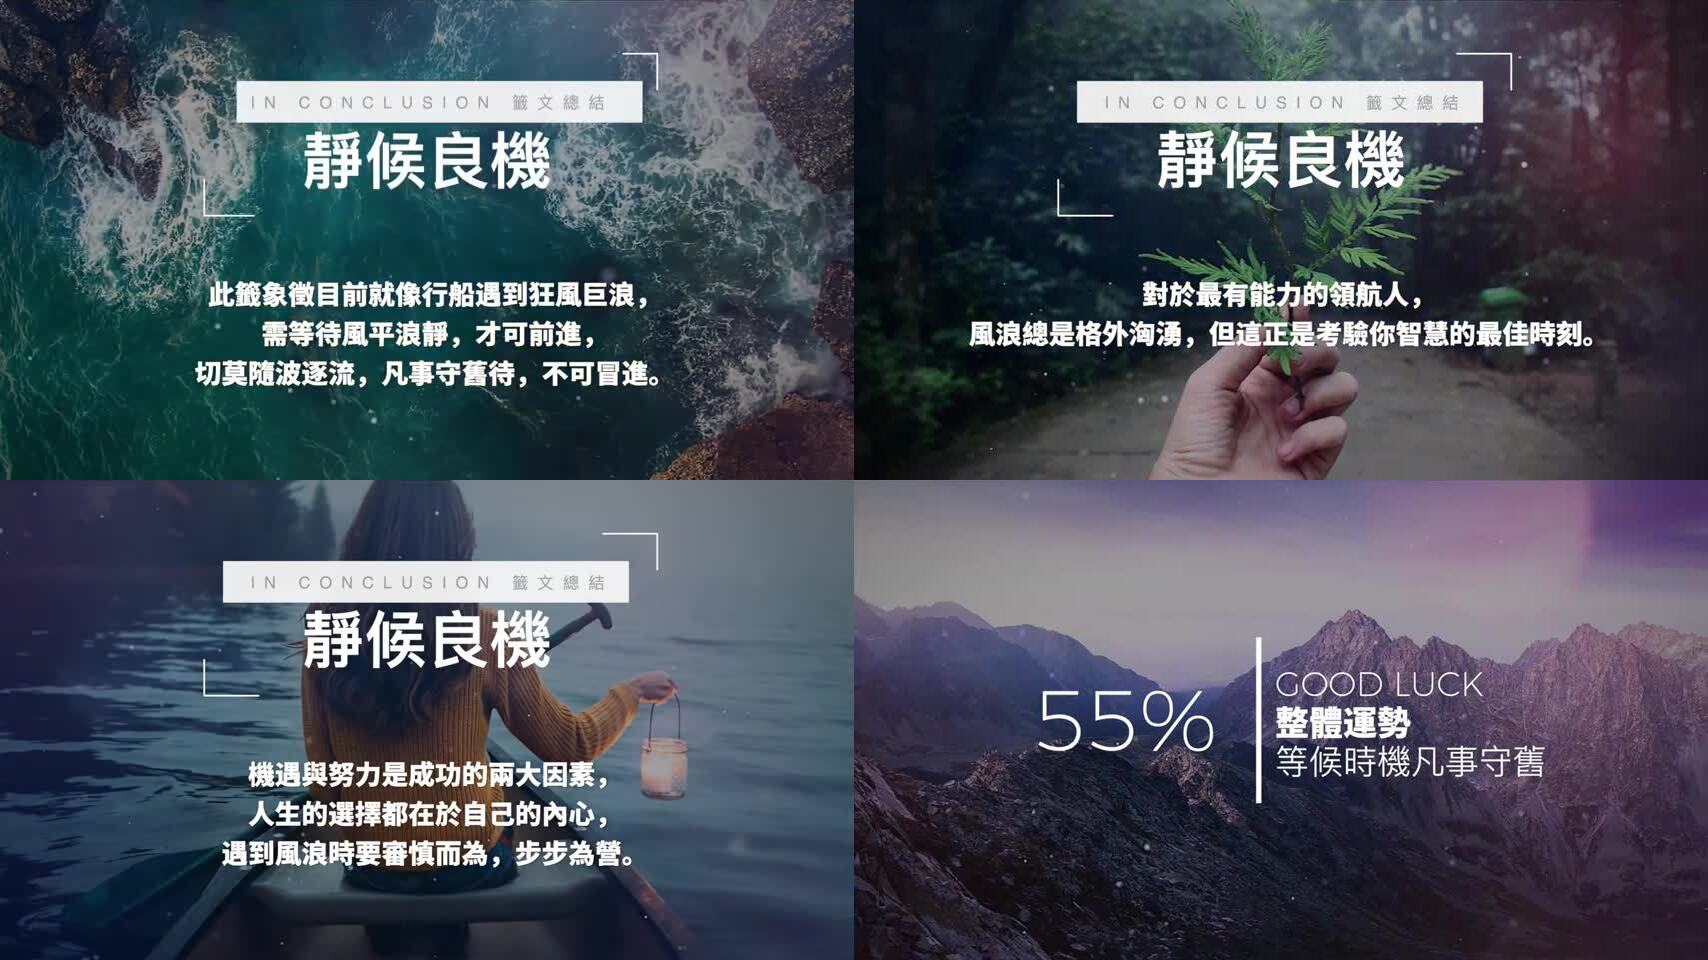 IN CONCLUSION 籤文總結
靜候良機
此籤象徵目前就像行船遇到狂風巨浪，
需等待風平浪靜，才可前進，
切莫隨波逐流，凡事守舊待，不可冒進。
IN CONCLUSION 籤文總結
靜候良機
對於最有能力的領航人，
風浪總是格外洶湧，但這正是考驗你智慧的最佳時刻。
IN CONCLUSION 籤文總結
靜候良機
機遇與努力是成功的兩大因素，
人生的選擇都在於自己的內心，
遇到風浪時要審慎而為，步步為營。
55%
GOOD LUCK
整體運勢
等候時機凡事守舊